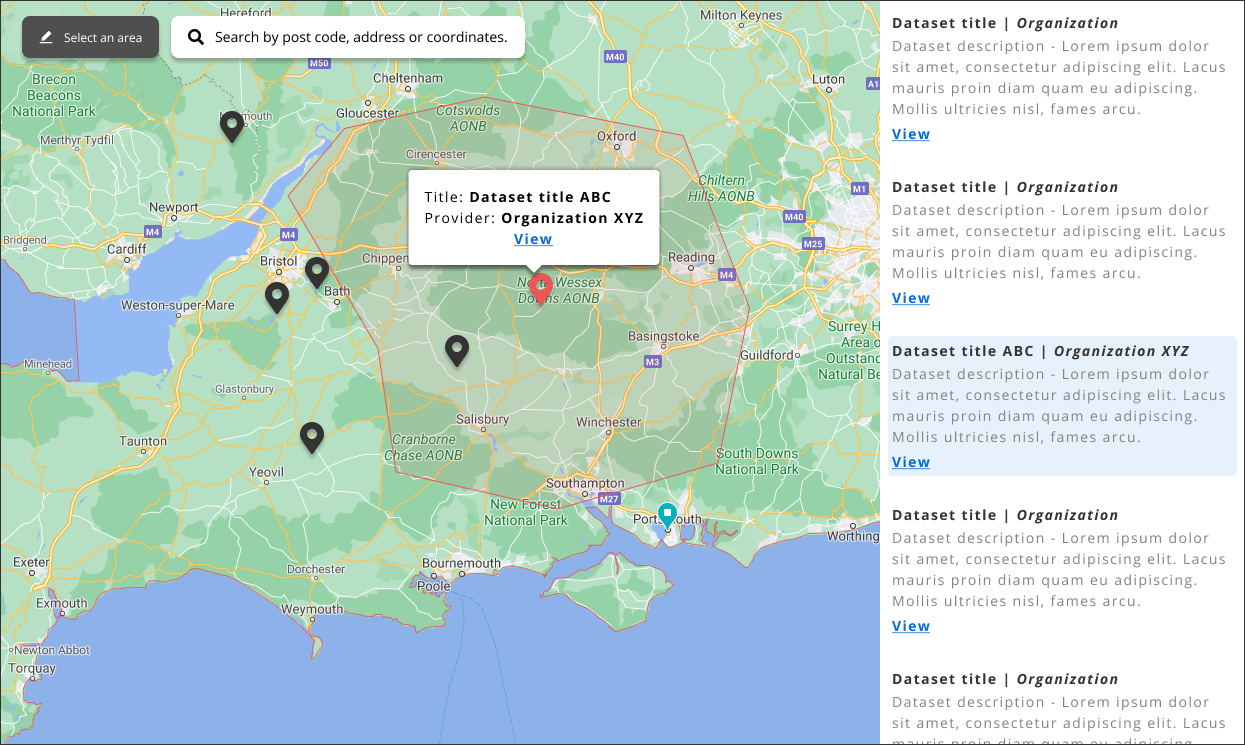 Select an area
Search by post code, address or coordinates.
Hereford
Milton Keynes
M50
M40
Cheltenham
Luton
A1
Brecon
Beacons
National Park
Gloucester
Cotswolds
AONB
Merthyr Tydfil
Oxford
Cirencester
Chiltern
Hills AONB
M1
Title: Dataset title ABC
Provider: Organization XYZ
View
Newport
M4
M4
M40
M25
Bridgend
Cardiff
Bristol
Chippen
Reading
M4
Bath
North Wessex
Downs AONB
Weston-super-Mare
Surrey H
Area o
Outstand
Natural Be
Basingstoke
M3
Guildford
Minehead
Glastonbury
Salisbury
Winchester
Taunton
Cranborne
Chase AONB
South Downs
National Park
Yeovil
Southampton
M27
New Forest
National Park
Portsmouth
Worthing
Exeter
Dorchester
Bournemouth
Poole
Exmouth
Weymouth
Newton Abbot
Torquay
Dataset title | Organization
Dataset description - Lorem ipsum dolor
sit amet, consectetur adipiscing elit. Lacus
mauris proin diam quam eu adipiscing.
Mollis ultricies nisl, fames arcu.
View
Dataset title | Organization
Dataset description - Lorem ipsum dolor
sit amet, consectetur adipiscing elit. Lacus
mauris proin diam quam eu adipiscing.
Mollis ultricies nisl, fames arcu.
View
Dataset title ABC | Organization XYZ
Dataset description - Lorem ipsum dolor
sit amet, consectetur adipiscing elit. Lacus
mauris proin diam quam eu adipiscing.
Mollis ultricies nisl, fames arcu.
View
Dataset title | Organization
Dataset description - Lorem ipsum dolor
sit amet, consectetur adipiscing elit. Lacus
mauris proin diam quam eu adipiscing.
Mollis ultricies nisl, fames arcu.
View
Dataset title | Organization
Dataset description - Lorem ipsum dolor
sit amet, consectetur adipiscing elit. Lacus
mauris proin diam quam eu adipiscing.